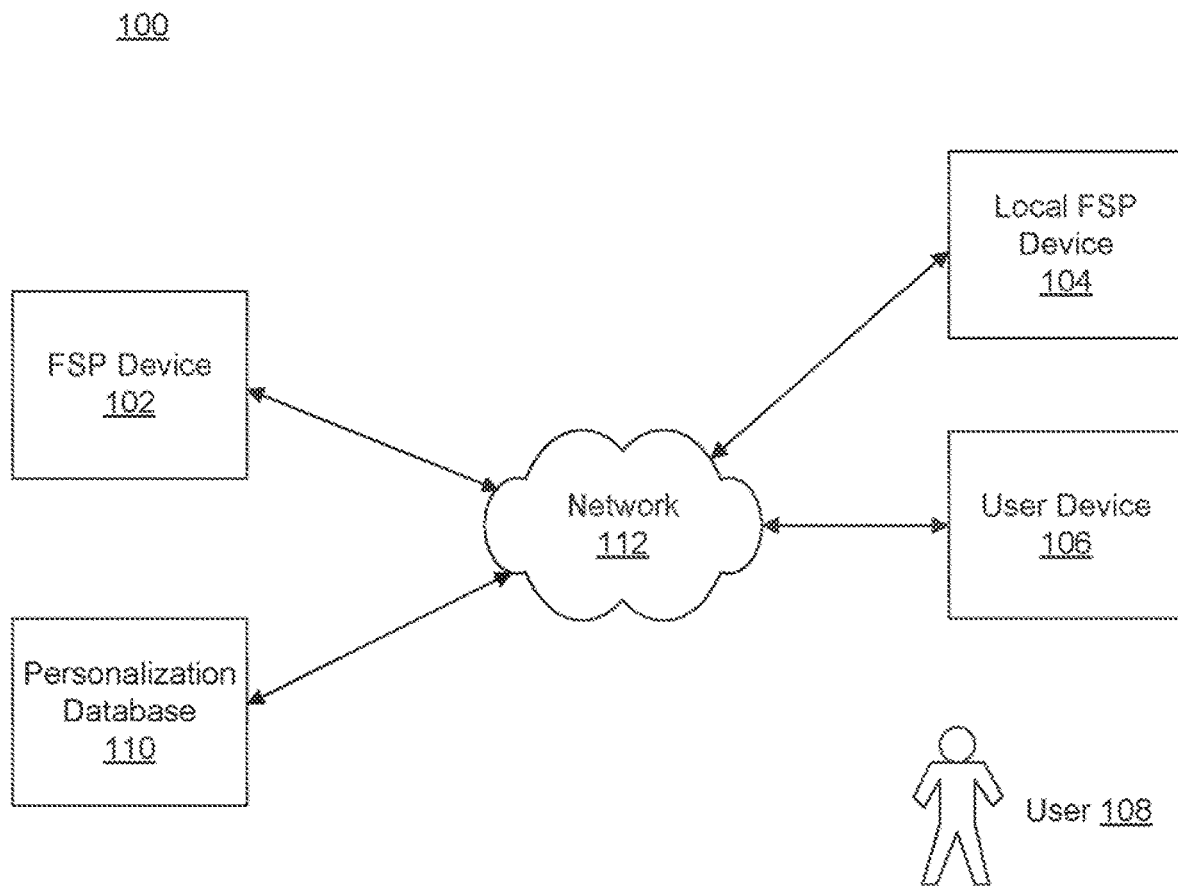 100
Local FSP
Device
104
FSP Device
102
Network
112
User Device
106
Personalization
Database
110
User 108